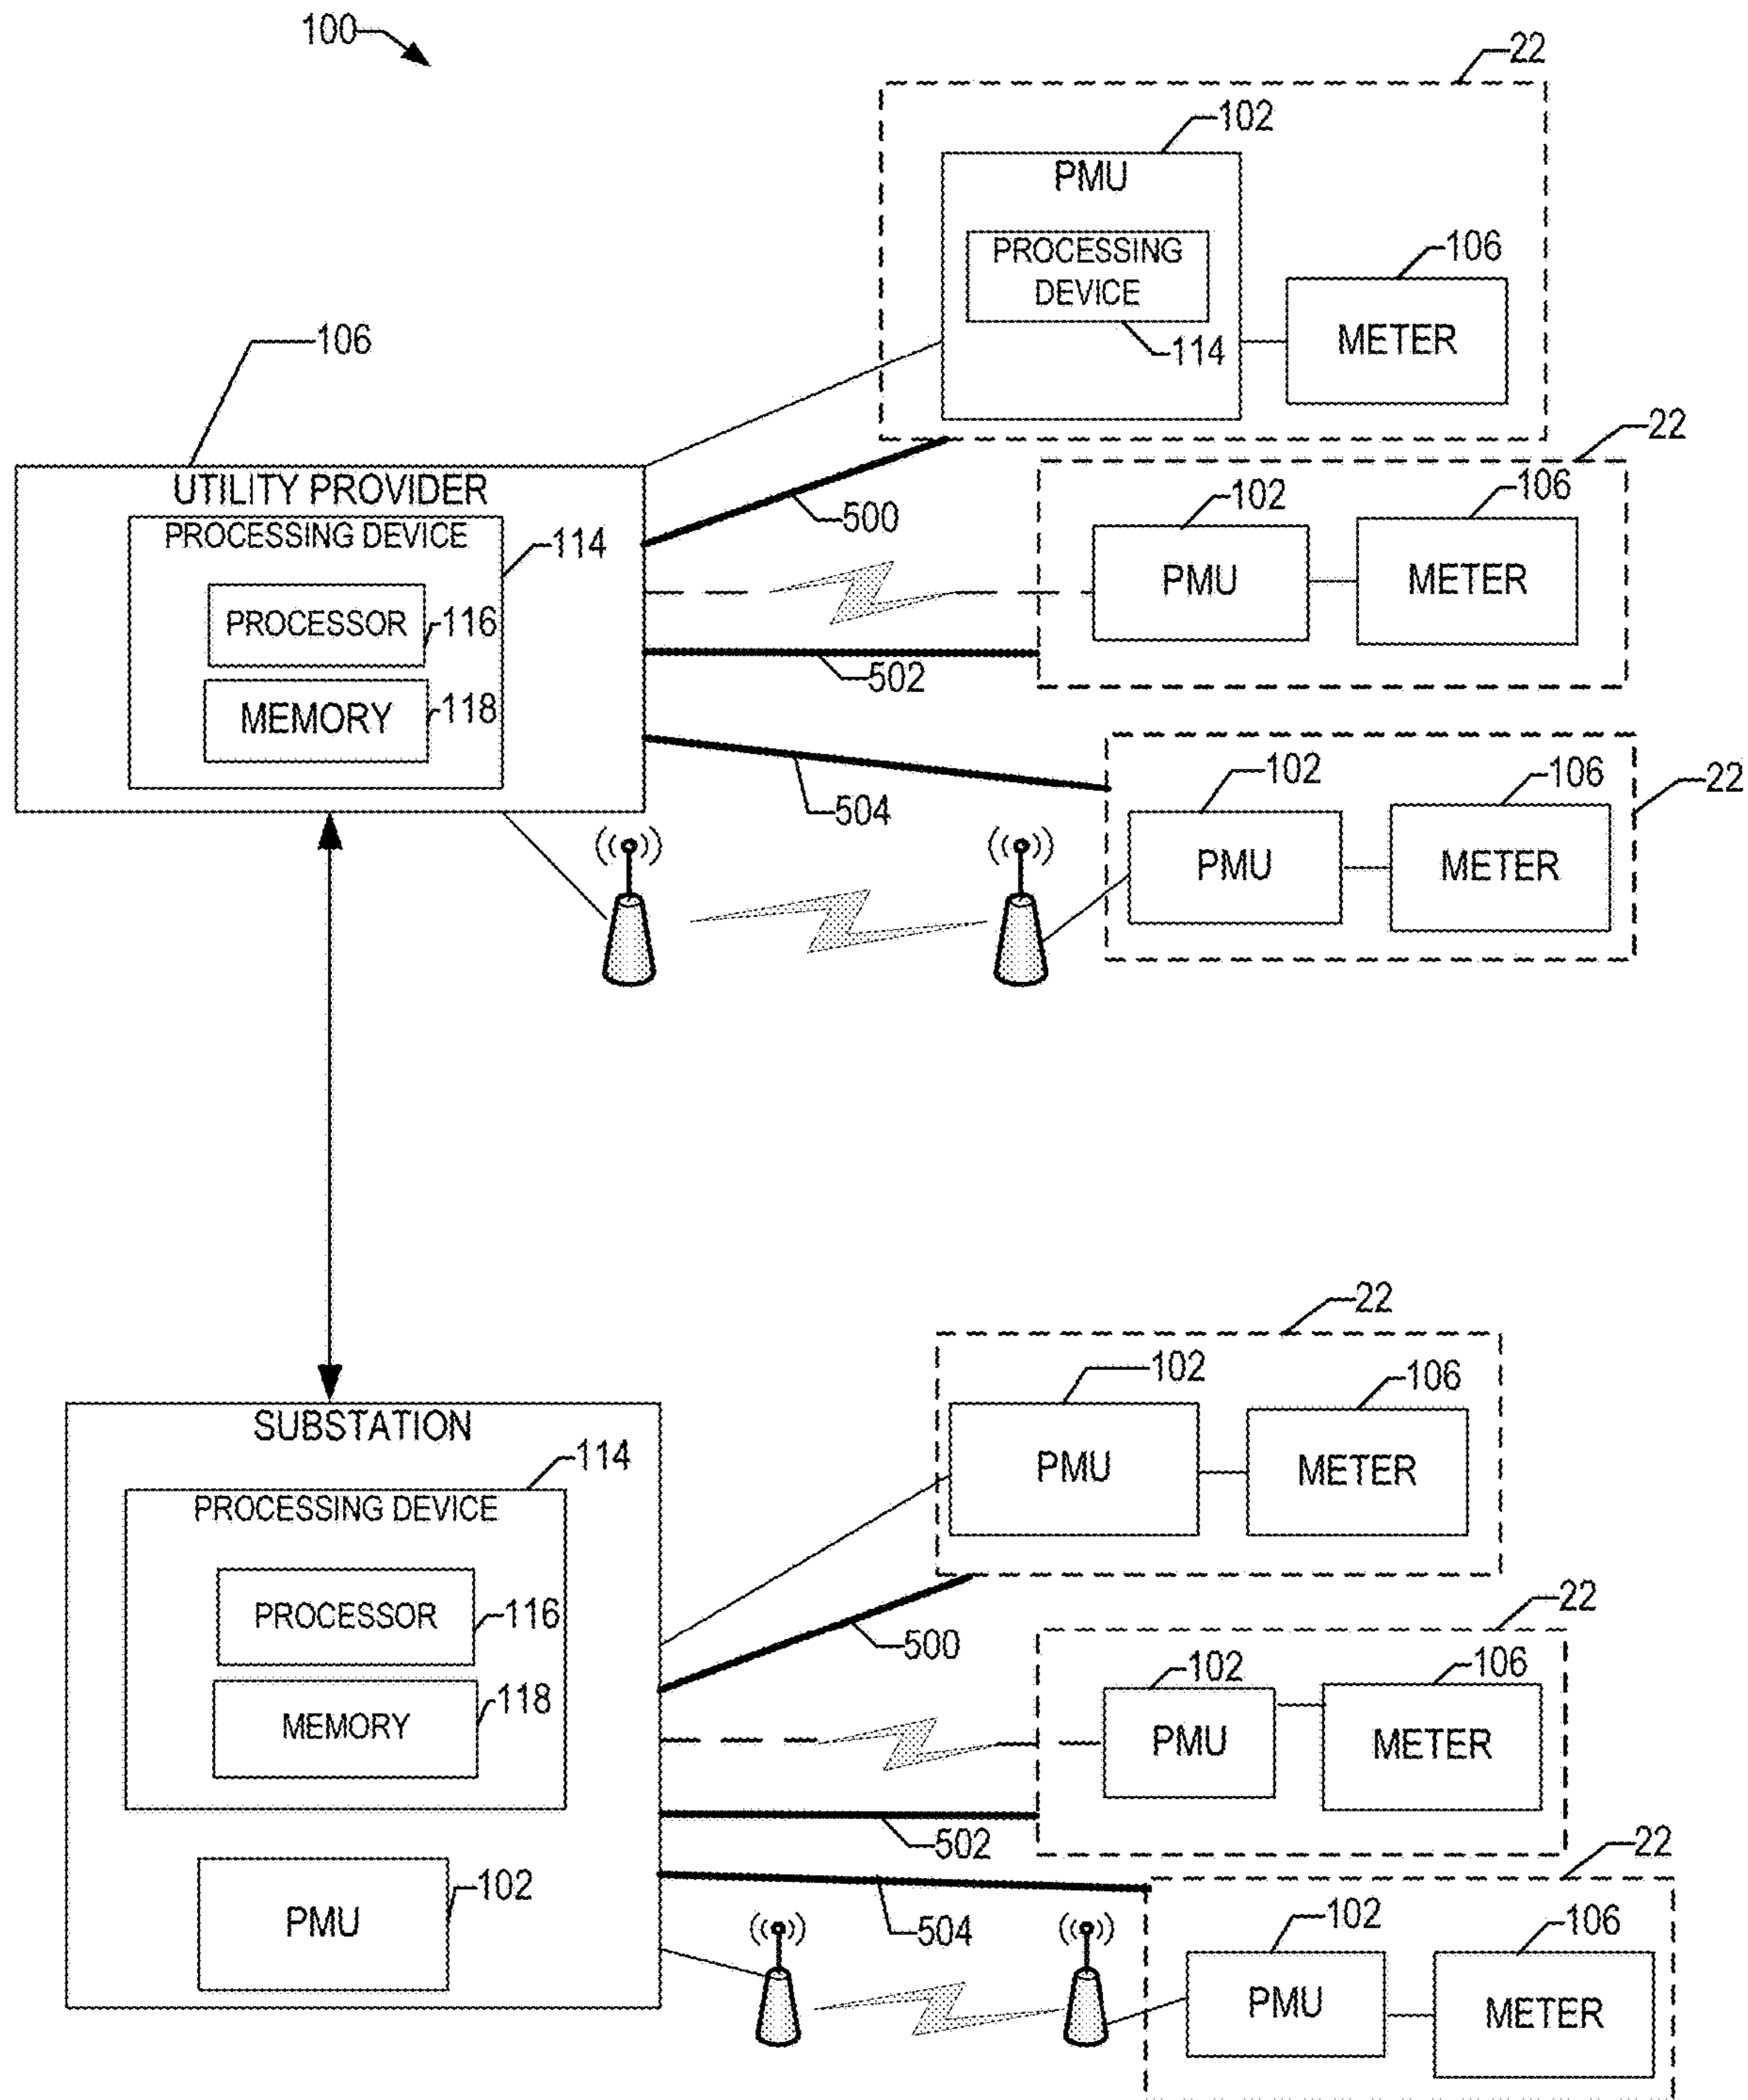 100
22
102
PMU
PROCESSING
DEVICE
114
106
METER
106
UTILITY PROVIDER
PROCESSING DEVICE
114
PROCESSOR
116
MEMORY
118
500
22
102
106
PMU
METER
502
22
102
106
PMU
METER
504
22
102
106
PMU
METER
SUBSTATION
114
PROCESSING DEVICE
PROCESSOR
116
MEMORY
118
102
PMU
500
22
102
106
PMU
METER
502
22
504
102
106
PMU
METER